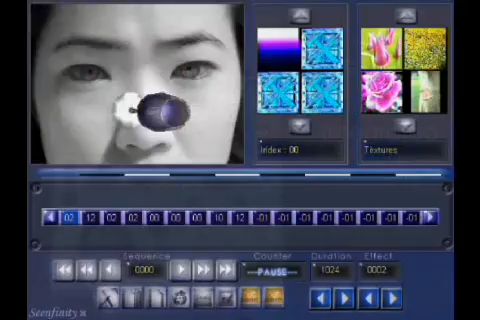 Index : 00
Textures
02 12 02 02 00 00 10 12 -01 -01 -01 -01 -01 -01 -01 -01
Sequence Counter Duration Effect
0000 PAUSE 1024 0002
Seenfinity